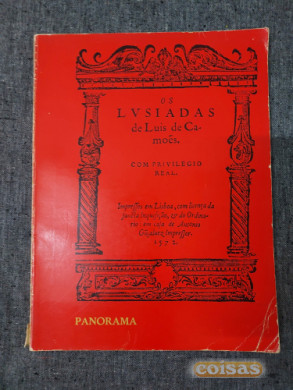 OS
LVSIADAS
de Luis de Ca-
mões.
COM PRIVILEGIO
REAL.
Impressos em Lisboa, com licença da
sancta Inquisição, & do Ordina-
rio: em casa de Antonio
Gõçaluez Impressor.
1572.
PANORAMA
coisas